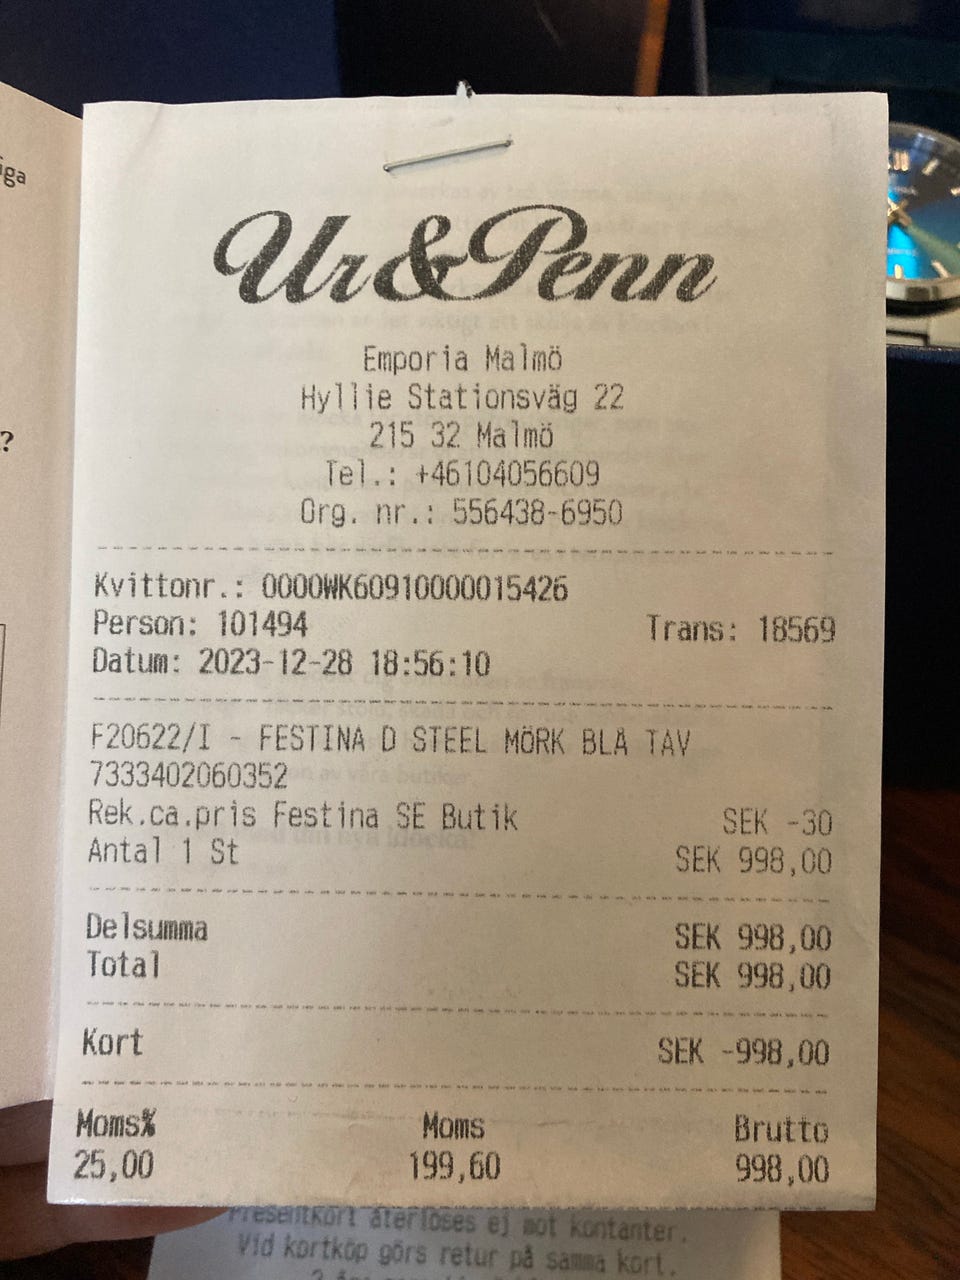 Ur&Penn
Emporia Malmö
Hyllie Stationsväg 22
215 32 Malmö
Tel.: +46104056609
Org. nr.: 556438-6950
Kvittonr.: 0000WK60910000015426
Person: 101494 Trans: 18569
Datum: 2023-12-28 18:56:10
F20622/I - FESTINA D STEEL MÖRK BLÅ TAV
7333402060352
Rek.ca.pris Festina SE Butik SEK -30
Antal 1 St SEK 998,00
Delsumma SEK 998,00
Total SEK 998,00
Kort SEK -998,00
Moms% Moms Brutto
25,00 199,60 998,00
Presentkort återlöses ej mot kontanter.
Vid kortköp görs retur på samma kort.